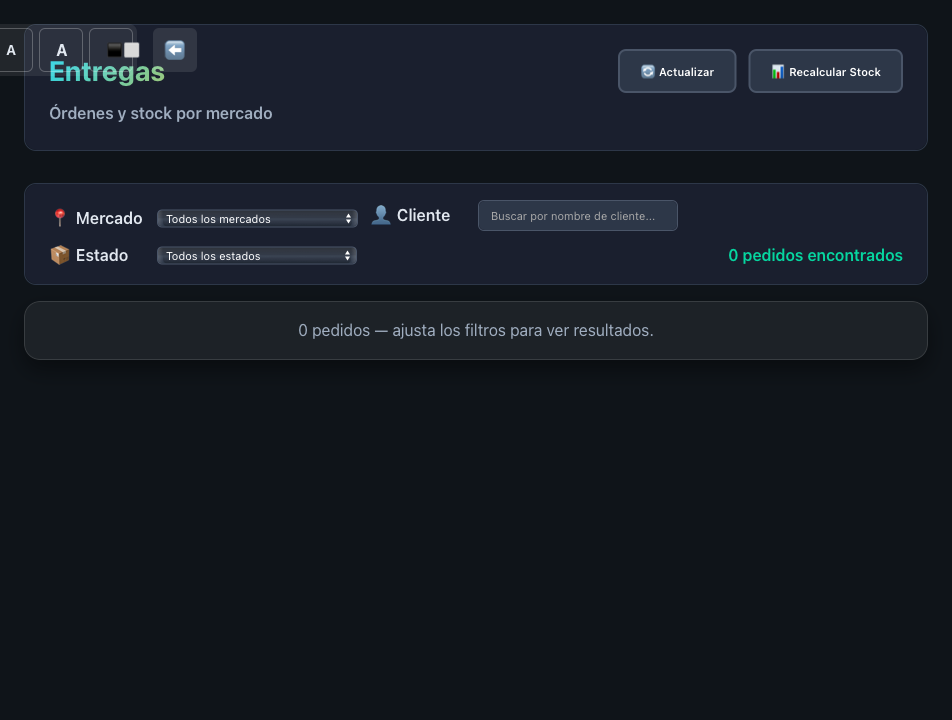 A A
Entregas
Actualizar
Recalcular Stock
Órdenes y stock por mercado
Mercado
Todos los mercados
Cliente
Buscar por nombre de cliente...
Estado
Todos los estados
0 pedidos encontrados
0 pedidos — ajusta los filtros para ver resultados.